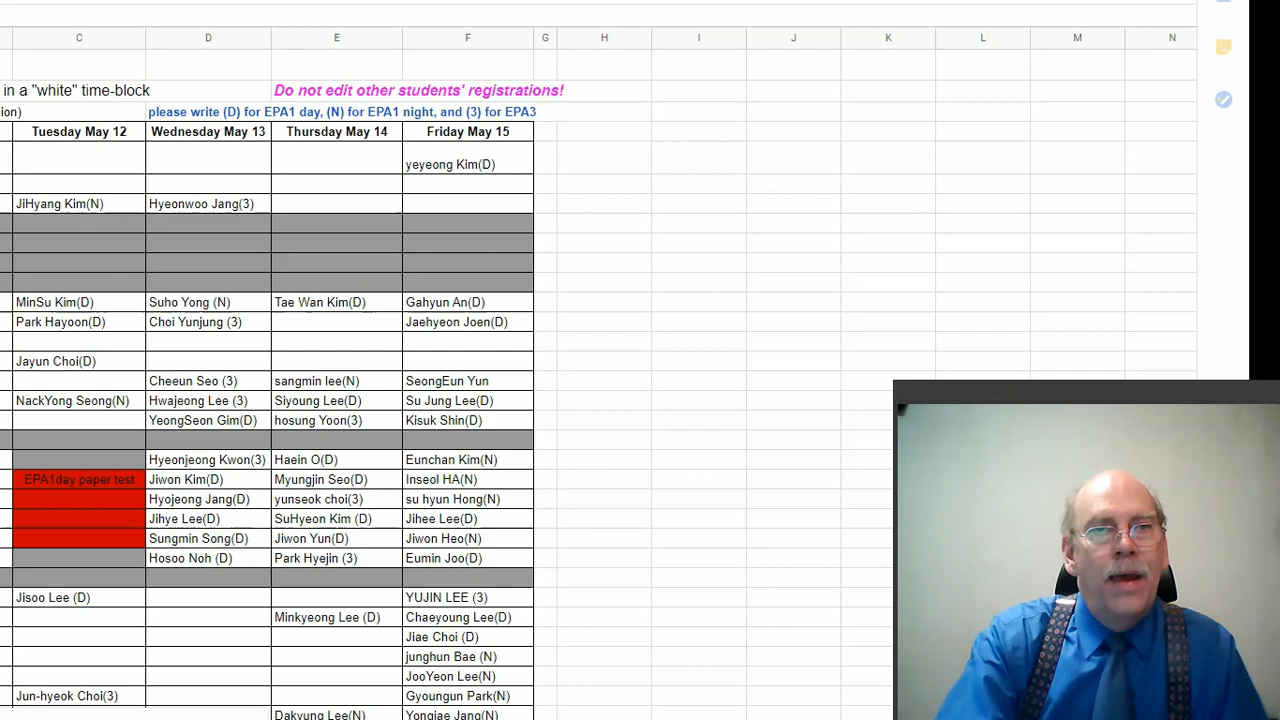 C D E F G H I J K L M N
in a "white" time-block Do not edit other students' registrations!
ion) please write (D) for EPA1 day, (N) for EPA1 night, and (3) for EPA3
Tuesday May 12 Wednesday May 13 Thursday May 14 Friday May 15
yeyeong Kim(D)
JiHyang Kim(N) Hyeonwoo Jang(3)
MinSu Kim(D) Suho Yong (N) Tae Wan Kim(D) Gahyun An(D)
Park Hayoon(D) Choi Yunjung (3) Jaehyeon Joen(D)
Jayun Choi(D)
Cheeun Seo (3) sangmin lee(N) SeongEun Yun
NackYong Seong(N) Hwajeong Lee (3) Siyoung Lee(D) Su Jung Lee(D)
YeongSeon Gim(D) hosung Yoon(3) Kisuk Shin(D)
Hyeonjeong Kwon(3) Haein O(D) Eunchan Kim(N)
EPA1day paper test Jiwon Kim(D) Myungjin Seo(D) Inseol HA(N)
Hyojeong Jang(D) yunseok choi(3) su hyun Hong(N)
Jihye Lee(D) SuHyeon Kim (D) Jihee Lee(D)
Sungmin Song(D) Jiwon Yun(D) Jiwon Heo(N)
Hosoo Noh (D) Park Hyejin (3) Eumin Joo(D)
Jisoo Lee (D) YUJIN LEE (3)
Minkyeong Lee (D) Chaeyoung Lee(D)
Jiae Choi (D)
junghun Bae (N)
JooYeon Lee(N)
Jun-hyeok Choi(3) Gyoungun Park(N)
Dakyung Lee(N) Yongjae Jang(N)